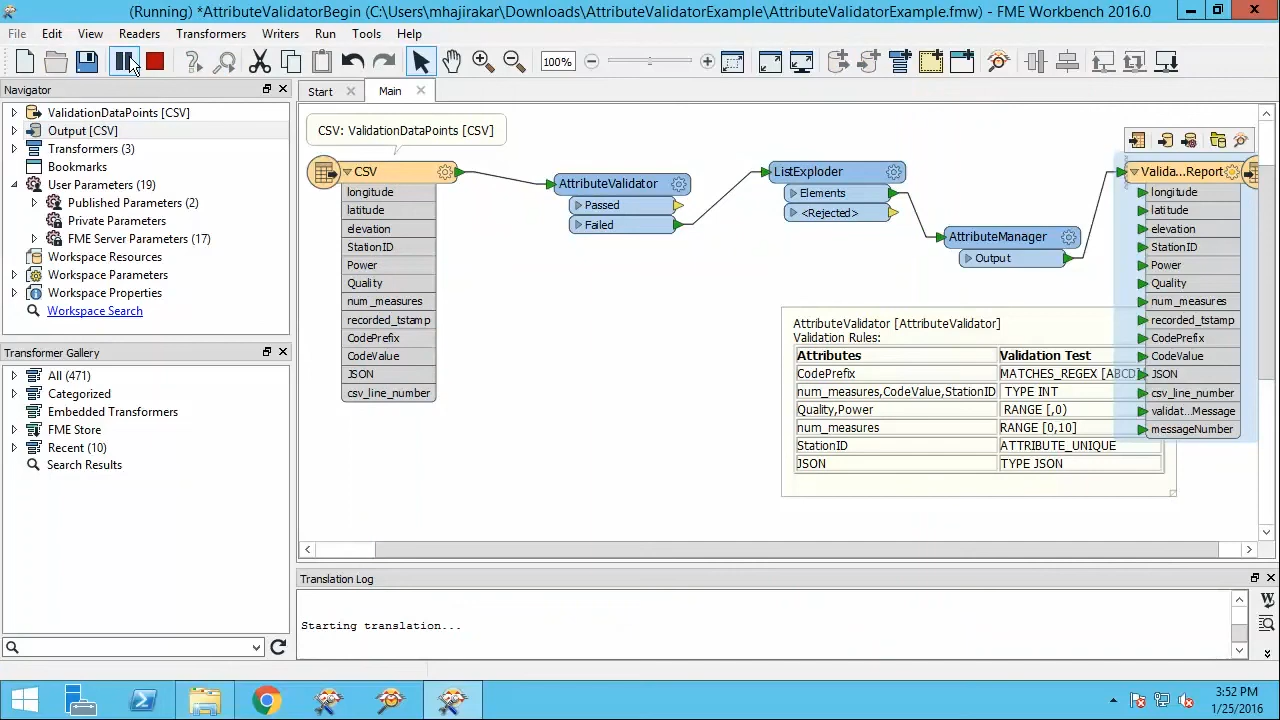 (Running) *AttributeValidatorBegin (C:\Users\mhajirakar\Downloads\AttributeValidatorExample\AttributeValidatorExample.fmw) - FME Workbench 2016.0
File Edit View Readers Transformers Writers Run Tools Help
100%
Navigator
ValidationDataPoints [CSV]
Output [CSV]
Transformers (3)
Bookmarks
User Parameters (19)
Published Parameters (2)
Private Parameters
FME Server Parameters (17)
Workspace Resources
Workspace Parameters
Workspace Properties
Workspace Search
Transformer Gallery
All (471)
Categorized
Embedded Transformers
FME Store
Recent (10)
Search Results
Start Main
CSV: ValidationDataPoints [CSV]
CSV
longitude
latitude
elevation
StationID
Power
Quality
num_measures
recorded_tstamp
CodePrefix
CodeValue
JSON
csv_line_number
AttributeValidator
Passed
Failed
ListExploder
Elements
<Rejected>
AttributeManager
Output
Valida...Report
longitude
latitude
elevation
StationID
Power
Quality
num_measures
recorded_tstamp
CodePrefix
CodeValue
JSON
csv_line_number
validat...Message
messageNumber
AttributeValidator [AttributeValidator]
Validation Rules:
Attributes Validation Test
CodePrefix MATCHES_REGEX [ABCD]
num_measures,CodeValue,StationID TYPE INT
Quality,Power RANGE [,0)
num_measures RANGE [0,10]
StationID ATTRIBUTE_UNIQUE
JSON TYPE JSON
Translation Log
Starting translation...
3:52 PM
1/25/2016